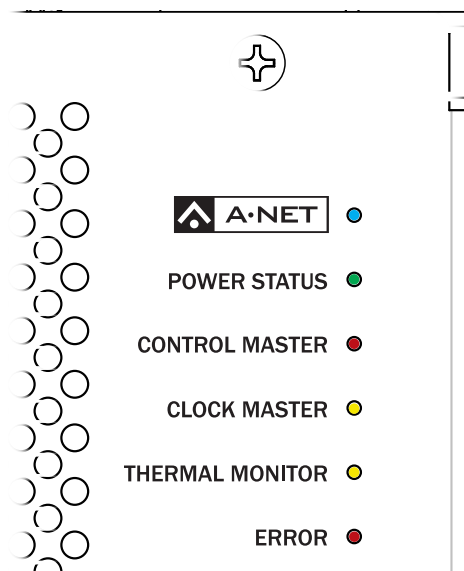 A·NET
POWER STATUS
CONTROL MASTER
CLOCK MASTER
THERMAL MONITOR
ERROR